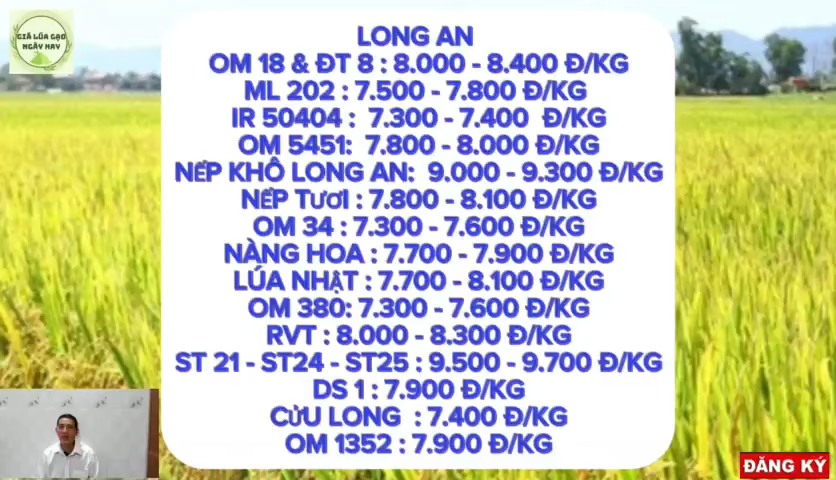 GIÁ LÚA GẠO
NGÀY NAY
LONG AN
OM 18 & ĐT 8 : 8.000 - 8.400 Đ/KG
ML 202 : 7.500 - 7.800 Đ/KG
IR 50404 : 7.300 - 7.400 Đ/KG
OM 5451: 7.800 - 8.000 Đ/KG
NẾP KHÔ LONG AN: 9.000 - 9.300 Đ/KG
NẾP TươI : 7.800 - 8.100 Đ/KG
OM 34 : 7.300 - 7.600 Đ/KG
NÀNG HOA : 7.700 - 7.900 Đ/KG
LÚA NHẬT : 7.700 - 8.100 Đ/KG
OM 380: 7.300 - 7.600 Đ/KG
RVT : 8.000 - 8.300 Đ/KG
ST 21 - ST24 - ST25 : 9.500 - 9.700 Đ/KG
DS 1 : 7.900 Đ/KG
CửU LONG : 7.400 Đ/KG
OM 1352 : 7.900 Đ/KG
ĐĂNG KÝ